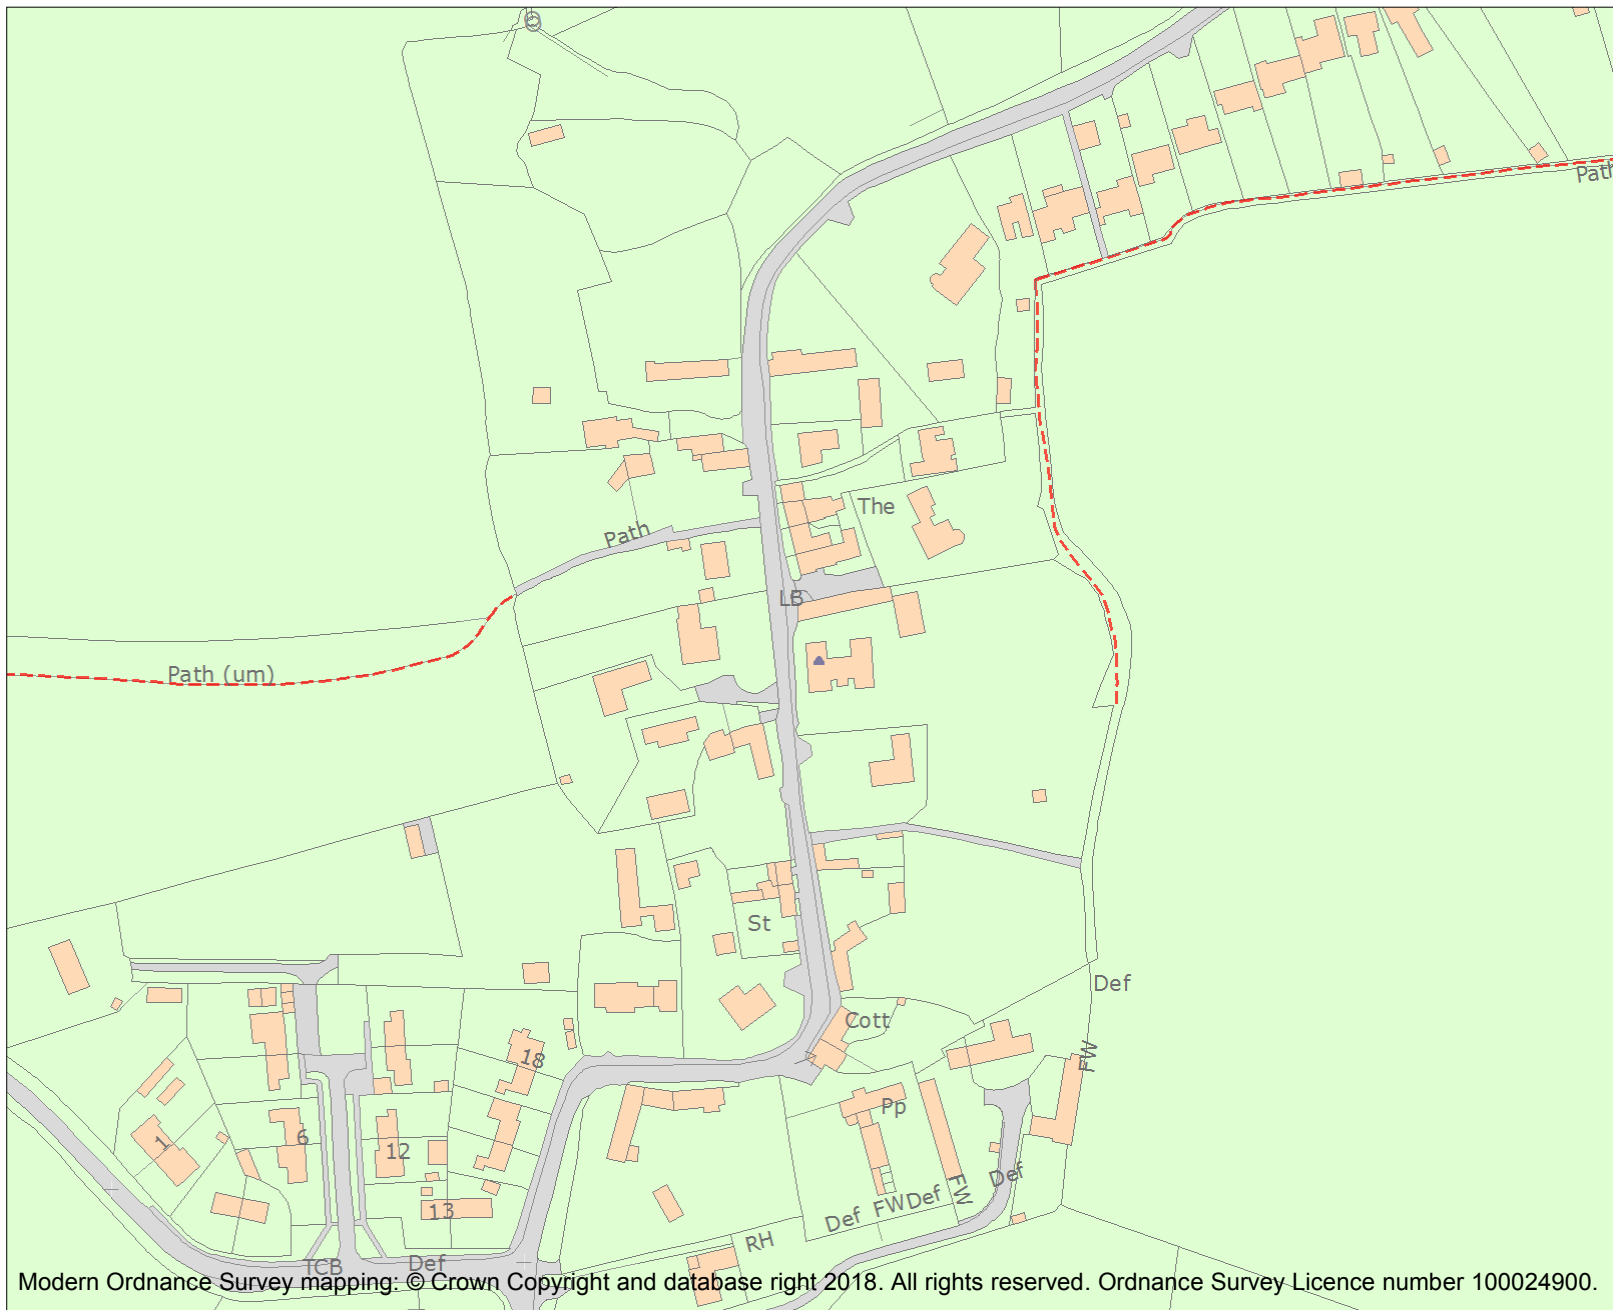 Path
The
Path
LB
Path (um)
St
Def
Cott
18
FW
Pp
1
6
12
Def
FW
13
Def FW Def
RH
TCB
Def
Modern Ordnance Survey mapping: © Crown Copyright and database right 2018. All rights reserved. Ordnance Survey Licence number 100024900.